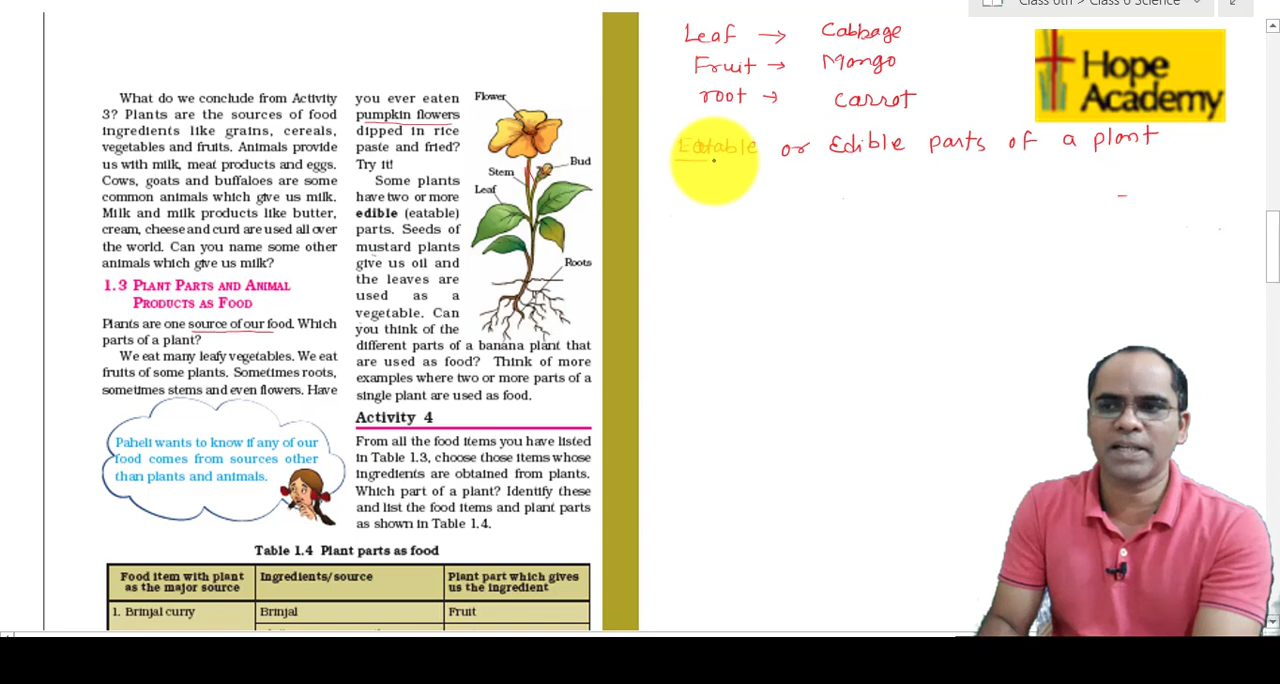 Class 6th > Class 6 Science
Leaf → Cabbage
Fruit → Mango
root → Carrot
Eatable or Edible parts of a plant
Hope
Academy
What do we conclude from Activity
3? Plants are the sources of food
ingredients like grains, cereals,
vegetables and fruits. Animals provide
us with milk, meat products and eggs.
Cows, goats and buffaloes are some
common animals which give us milk.
Milk and milk products like butter,
cream, cheese and curd are used all over
the world. Can you name some other
animals which give us milk?
1.3 PLANT PARTS AND ANIMAL
PRODUCTS AS FOOD
Plants are one source of our food. Which
parts of a plant?
We eat many leafy vegetables. We eat
fruits of some plants. Sometimes roots,
sometimes stems and even flowers. Have
Paheli wants to know if any of our
food comes from sources other
than plants and animals.
you ever eaten
pumpkin flowers
dipped in rice
paste and fried?
Try it!
Some plants
have two or more
edible (eatable)
parts. Seeds of
mustard plants
give us oil and
the leaves are
used as a
vegetable. Can
you think of the
different parts of a banana plant that
are used as food? Think of more
examples where two or more parts of a
single plant are used as food.
Flower
Bud
Stem
Leaf
Roots
Activity 4
From all the food items you have listed
in Table 1.3, choose those items whose
ingredients are obtained from plants.
Which part of a plant? Identify these
and list the food items and plant parts
as shown in Table 1.4.
Table 1.4 Plant parts as food
Food item with plant
as the major source
Ingredients/source
Plant part which gives
us the ingredient
1. Brinjal curry Brinjal Fruit